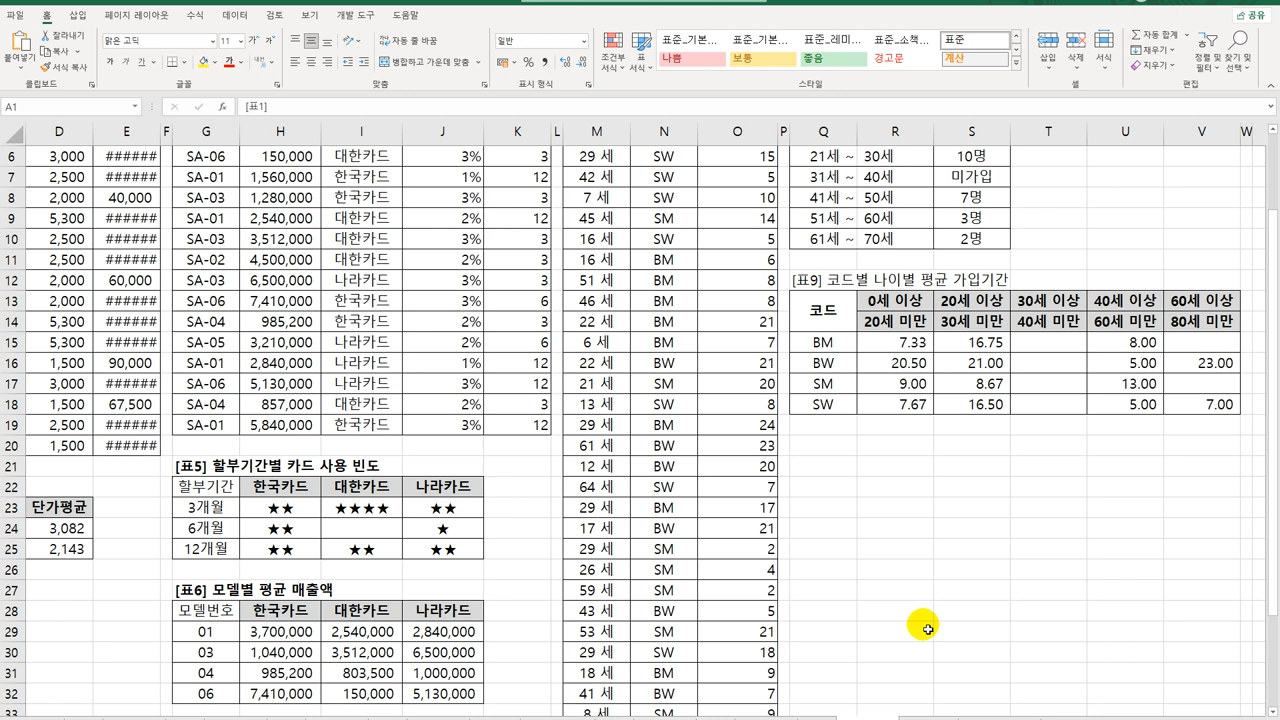 파일 홈 삽입 페이지 레이아웃 수식 데이터 검토 보기 개발 도구 도움말 공유
붙여넣기 잘라내기 복사 서식 복사 클립보드
맑은 고딕 11 가 가 가 가 가 글꼴
자동 줄 바꿈 병합하고 가운데 맞춤 맞춤
일반 % 표시 형식
조건부 서식 표 서식 표준_기본... 표준_기본... 표준_레미... 표준_소책... 표준
나쁨 보통 좋음 경고문 계산 스타일
삽입 삭제 서식 셀
자동 합계 채우기 지우기 정렬 및 필터 찾기 및 선택 편집
A1 fx [표1]
D E F G H I J K L M N O P Q R S T U V W
6 3,000 ###### SA-06 150,000 대한카드 3% 3 29 세 SW 15 21세 ~ 30세 10명
7 2,500 ###### SA-01 1,560,000 한국카드 1% 12 42 세 SW 5 31세 ~ 40세 미가입
8 2,000 40,000 SA-03 1,280,000 한국카드 3% 3 7 세 SW 10 41세 ~ 50세 7명
9 5,300 ###### SA-01 2,540,000 대한카드 2% 12 45 세 SM 14 51세 ~ 60세 3명
10 2,500 ###### SA-03 3,512,000 대한카드 3% 3 16 세 SW 5 61세 ~ 70세 2명
11 2,500 ###### SA-02 4,500,000 대한카드 2% 3 16 세 BM 6
12 2,000 60,000 SA-03 6,500,000 나라카드 3% 3 51 세 BM 8 [표9] 코드별 나이별 평균 가입기간
13 2,000 ###### SA-06 7,410,000 한국카드 3% 6 46 세 BM 8 코드 0세 이상 20세 이상 30세 이상 40세 이상 60세 이상
14 5,300 ###### SA-04 985,200 한국카드 2% 3 22 세 BM 21 20세 미만 30세 미만 40세 미만 60세 미만 80세 미만
15 5,300 ###### SA-05 3,210,000 나라카드 2% 6 6 세 BM 7 BM 7.33 16.75 8.00
16 1,500 90,000 SA-01 2,840,000 나라카드 1% 12 22 세 BW 21 BW 20.50 21.00 5.00 23.00
17 3,000 ###### SA-06 5,130,000 나라카드 3% 12 21 세 SM 20 SM 9.00 8.67 13.00
18 1,500 67,500 SA-04 857,000 대한카드 2% 3 13 세 SW 8 SW 7.67 16.50 5.00 7.00
19 2,500 ###### SA-01 5,840,000 한국카드 3% 12 29 세 BM 24
20 1,500 ###### 61 세 BW 23
21 [표5] 할부기간별 카드 사용 빈도 12 세 BW 20
22 할부기간 한국카드 대한카드 나라카드 64 세 SW 7
23 단가평균 3개월 ★★ ★★★★ ★★ 29 세 BM 17
24 3,082 6개월 ★★ ★ 17 세 BW 21
25 2,143 12개월 ★★ ★★ ★★ 29 세 SM 2
26 26 세 SM 4
27 [표6] 모델별 평균 매출액 59 세 SM 2
28 모델번호 한국카드 대한카드 나라카드 43 세 BW 5
29 01 3,700,000 2,540,000 2,840,000 53 세 SM 21
30 03 1,040,000 3,512,000 6,500,000 29 세 SW 18
31 04 985,200 803,500 1,000,000 18 세 BM 9
32 06 7,410,000 150,000 5,130,000 41 세 BW 7
33 8 세 SM 9